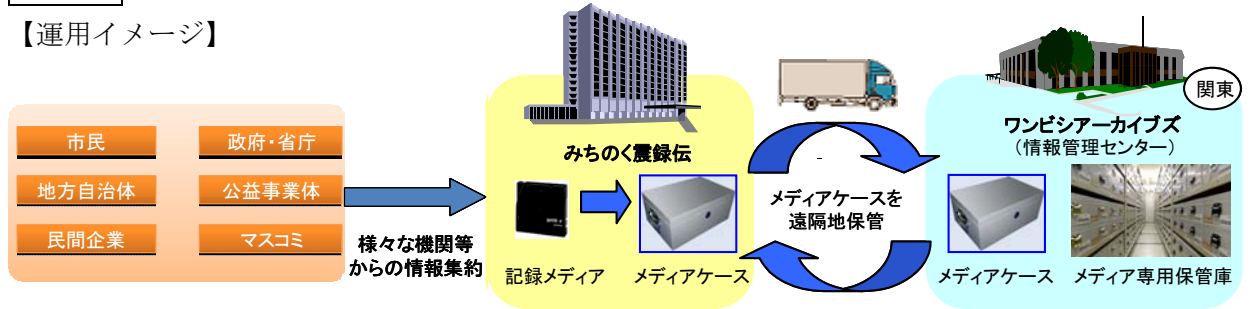 【運用イメージ】
市民
政府・省庁
地方自治体
公益事業体
民間企業
マスコミ
様々な機関等
からの情報集約
みちのく震録伝
記録メディア
メディアケース
メディアケースを
遠隔地保管
関東
ワンビシアーカイブズ
（情報管理センター）
メディアケース
メディア専用保管庫